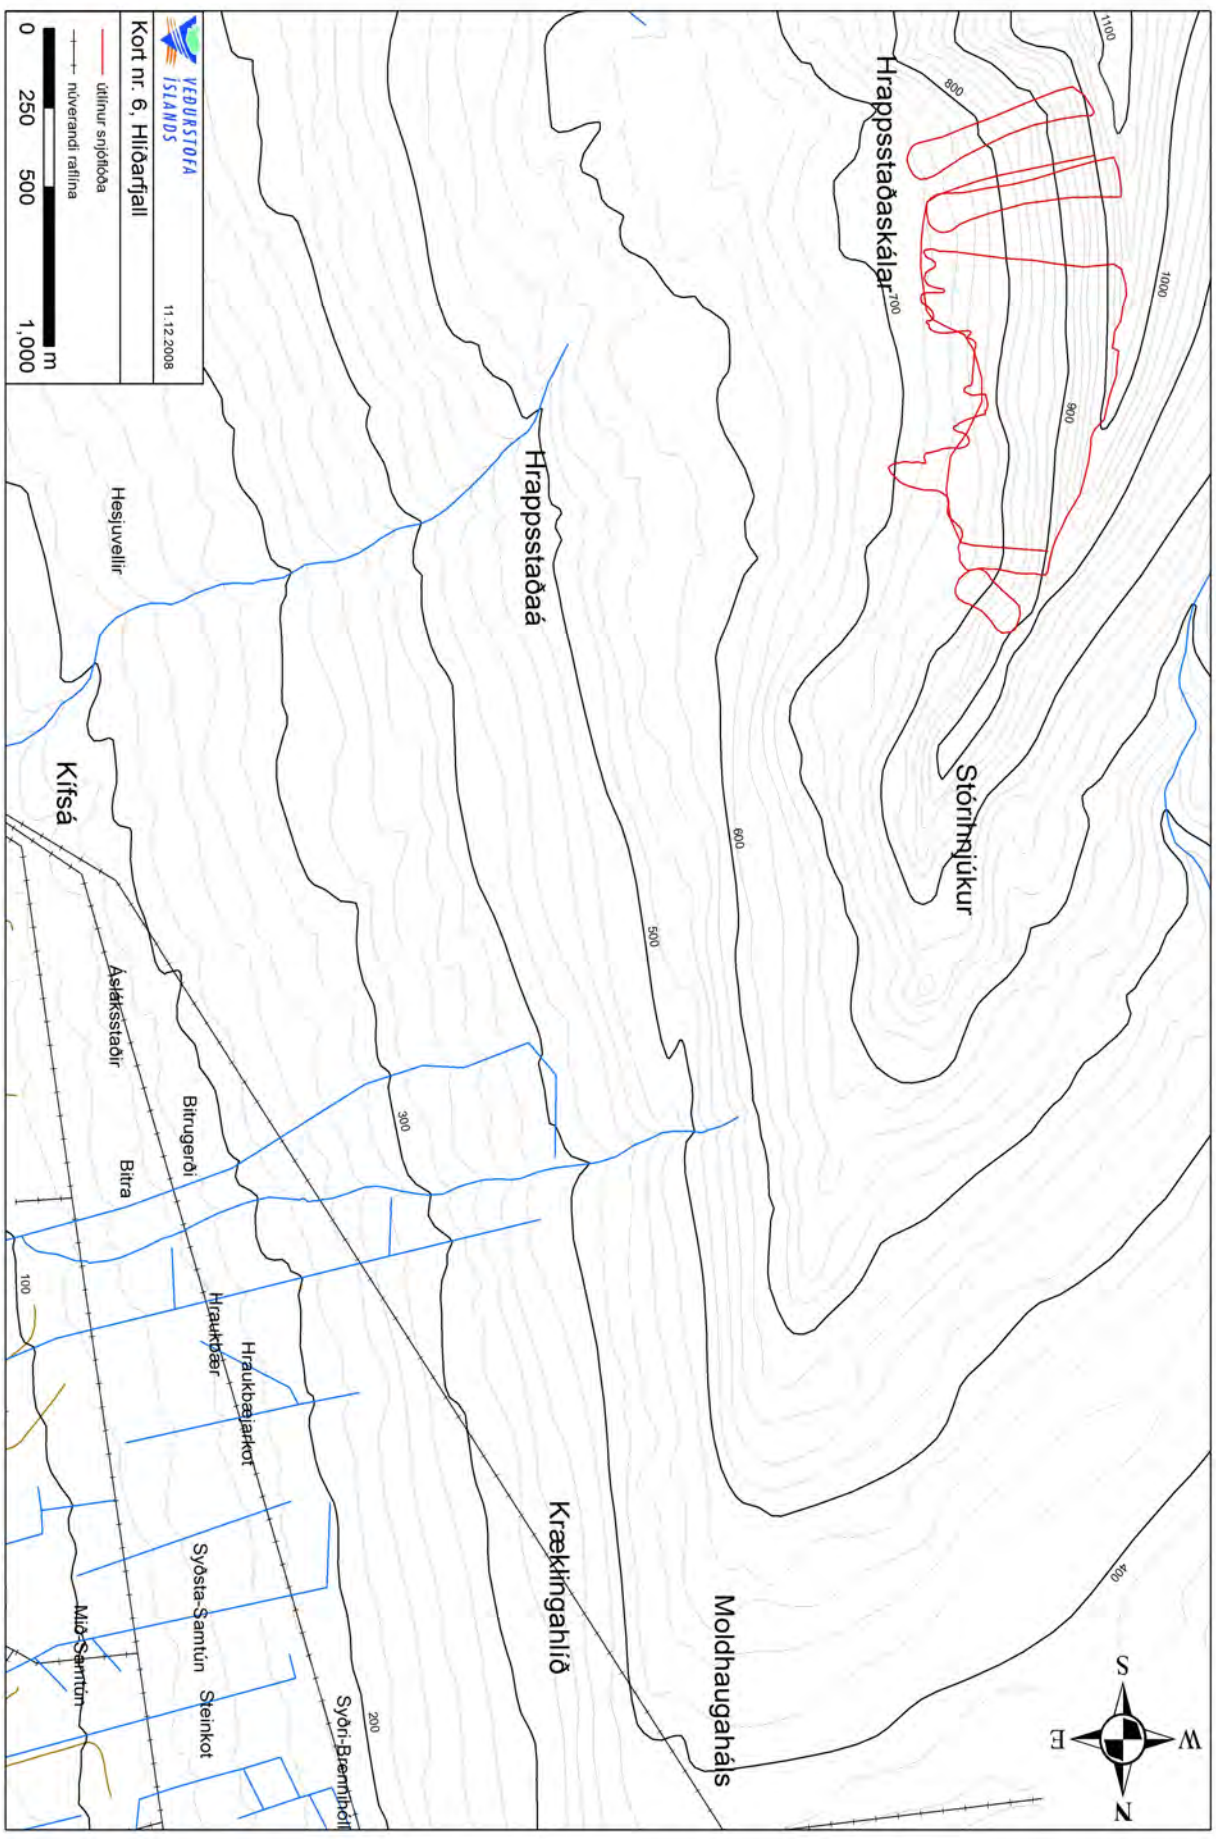 VEÐURSTOFA
ÍSLANDS
11.12.2008
Kort nr. 6, Hlíðarfjall
útlínur snjóflóða
núverandi raflína
0 250 500 1,000
m
1100
1000
900
800
700
600
500
400
300
200
100
Hrappsstaðaskálar
Stórihnjúkur
Hrappsstaðaá
Hesjuvellir
Kífsá
Ásláksstaðir
Bitrugerði
Bitra
Hraukbær
Hraukbæjarkot
Kræklingahlíð
Moldhaugaháls
Syðsta-Samtún
Mið-Samtún
Steinkot
Syðri-Brennihóll
S
W
E
N